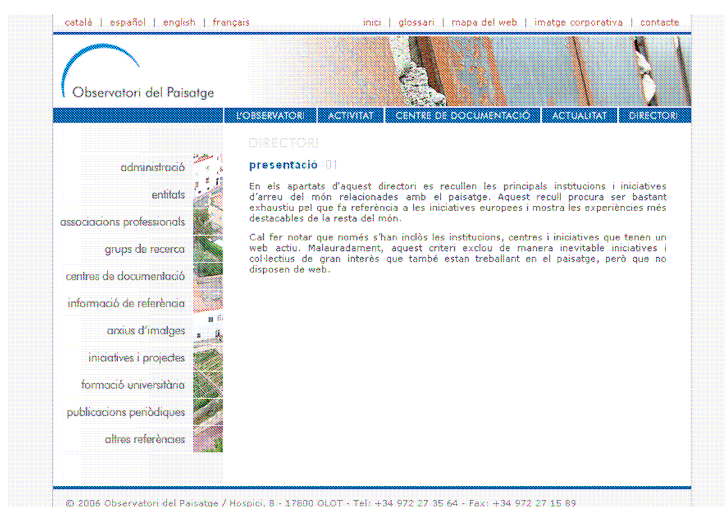 català | español | english | français
inici | glossari | mapa del web | imatge corporativa | contacte
Observatori del Paisatge
L'OBSERVATORI | ACTIVITAT | CENTRE DE DOCUMENTACIÓ | ACTUALITAT | DIRECTORI
DIRECTORI
presentació 01
En els apartats d'aquest directori es recullen les principals institucions i iniciatives
d'arreu del món relacionades amb el paisatge. Aquest recull procura ser bastant
exhaustiu pel que fa referència a les iniciatives europees i mostra les experiències més
destacables de la resta del món.
Cal fer notar que només s'han inclòs les institucions, centres i iniciatives que tenen un
web actiu. Malauradament, aquest criteri exclou de manera inevitable iniciatives i
col·lectius de gran interès que també estan treballant en el paisatge, però que no
disposen de web.
administració
entitats
associacions professionals
grups de recerca
centres de documentació
informació de referència
arxius d'imatges
iniciatives i projectes
formació universitària
publicacions periòdiques
altres referències
© 2006 Observatori del Paisatge / Hospici, 8 - 17800 OLOT - Tel: +34 972 27 35 64 - Fax: +34 972 27 15 89